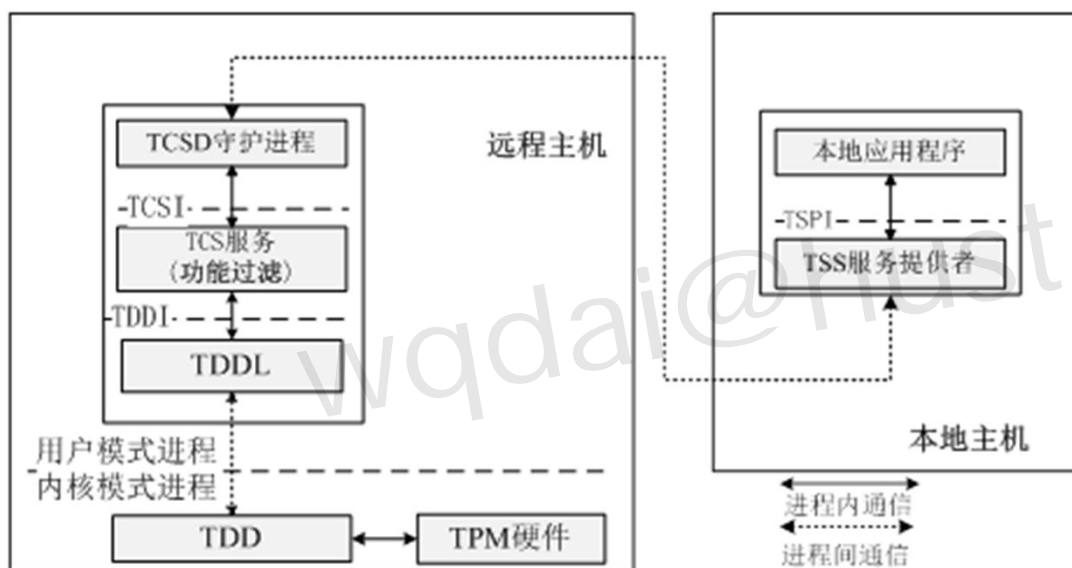 TCSD守护进程
远程主机
TCSI
TCS服务
(功能过滤)
TDDI
TDDL
用户模式进程
内核模式进程
TDD
TPM硬件
本地应用程序
TSPI
TSS服务提供者
本地主机
进程内通信
进程间通信
wqdai@hust